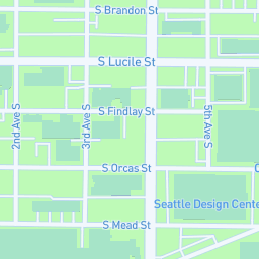 S Brandon St
S Lucile St
S Findlay St
2nd Ave S
3rd Ave S
5th Ave S
S Orcas St
Seattle Design Cente
S Mead St